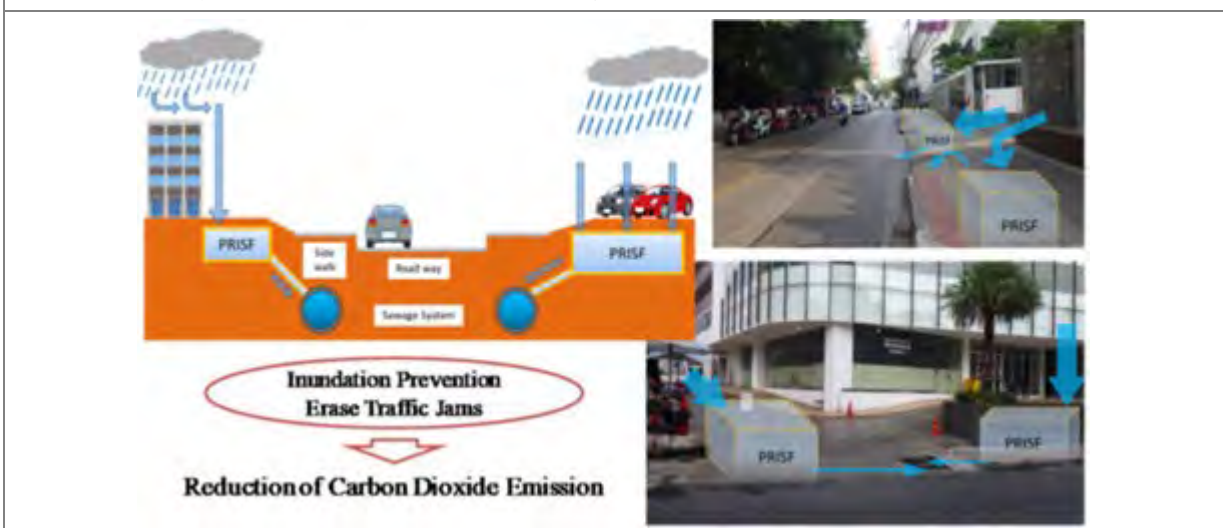 PRISF
Side
walk
Road way
PRISF
Sewage System
Inundation Prevention
Erase Traffic Jams
Reduction of Carbon Dioxide Emission
PRISF
PRISF
PRISF
PRISF